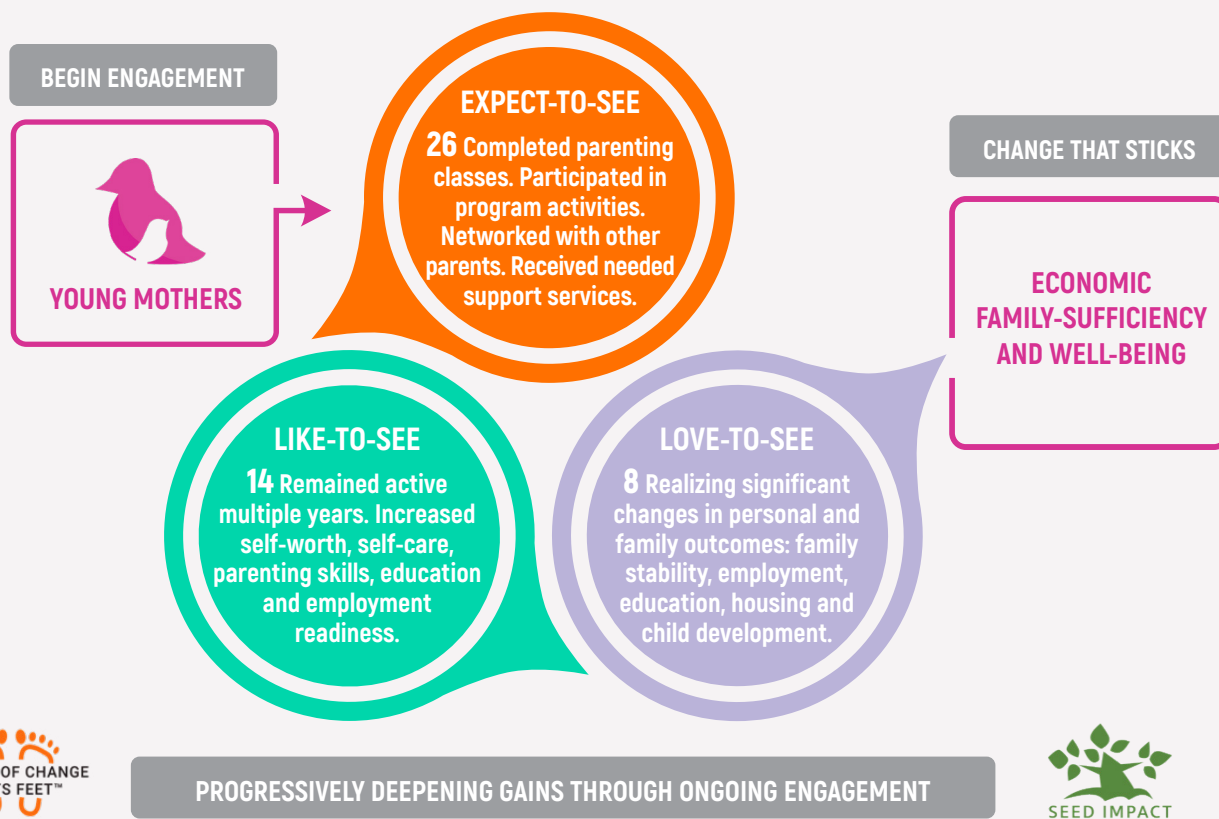 BEGIN ENGAGEMENT
YOUNG MOTHERS
EXPECT-TO-SEE
26 Completed parenting
classes. Participated in
program activities.
Networked with other
parents. Received needed
support services.
LIKE-TO-SEE
14 Remained active
multiple years. Increased
self-worth, self-care,
parenting skills, education
and employment
readiness.
LOVE-TO-SEE
8 Realizing significant
changes in personal and
family outcomes: family
stability, employment,
education, housing and
child development.
CHANGE THAT STICKS
ECONOMIC
FAMILY-SUFFICIENCY
AND WELL-BEING
OF CHANGE
FEET™
PROGRESSIVELY DEEPENING GAINS THROUGH ONGOING ENGAGEMENT
SEED IMPACT